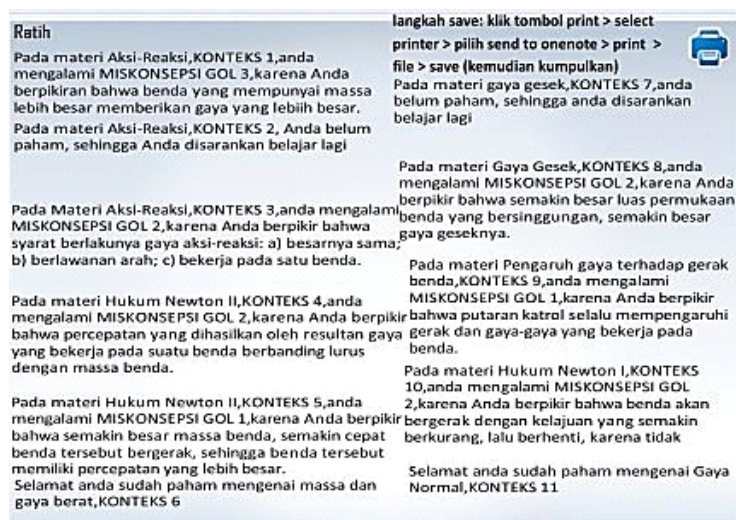 Ratih
Pada materi Aksi-Reaksi,KONTEKS 1,anda
mengalami MISKONSEPSI GOL 3,karena Anda
berpikiran bahwa benda yang mempunyai massa
lebih besar memberikan gaya yang lebiih besar.
Pada materi Aksi-Reaksi,KONTEKS 2, Anda belum
paham, sehingga Anda disarankan belajar lagi
Pada Materi Aksi-Reaksi,KONTEKS 3,anda mengalami
MISKONSEPSI GOL 2,karena Anda berpikir bahwa
syarat berlakunya gaya aksi-reaksi: a) besarnya sama;
b) berlawanan arah; c) bekerja pada satu benda.
Pada materi Hukum Newton II,KONTEKS 4,anda
mengalami MISKONSEPSI GOL 2,karena Anda berpikir
bahwa percepatan yang dihasilkan oleh resultan gaya
yang bekerja pada suatu benda berbanding lurus
dengan massa benda.
Pada materi Hukum Newton II,KONTEKS 5,anda
mengalami MISKONSEPSI GOL 1,karena Anda berpikir
bahwa semakin besar massa benda, semakin cepat
benda tersebut bergerak, sehingga benda tersebut
memiliki percepatan yang lebih besar.
Selamat anda sudah paham mengenai massa dan
gaya berat,KONTEKS 6
langkah save: klik tombol print > select
printer > pilih send to onenote > print >
file > save (kemudian kumpulkan)
Pada materi gaya gesek,KONTEKS 7,anda
belum paham, sehingga anda disarankan
belajar lagi
Pada materi Gaya Gesek,KONTEKS 8,anda
mengalami MISKONSEPSI GOL 2,karena Anda
berpikir bahwa semakin besar luas permukaan
benda yang bersinggungan, semakin besar
gaya geseknya.
Pada materi Pengaruh gaya terhadap gerak
benda,KONTEKS 9,anda mengalami
MISKONSEPSI GOL 1,karena Anda berpikir
bahwa putaran katrol selalu mempengaruhi
gerak dan gaya-gaya yang bekerja pada
benda.
Pada materi Hukum Newton I,KONTEKS
10,anda mengalami MISKONSEPSI GOL
2,karena Anda berpikir bahwa benda akan
bergerak dengan kelajuan yang semakin
berkurang, lalu berhenti, karena tidak
Selamat anda sudah paham mengenai Gaya
Normal,KONTEKS 11